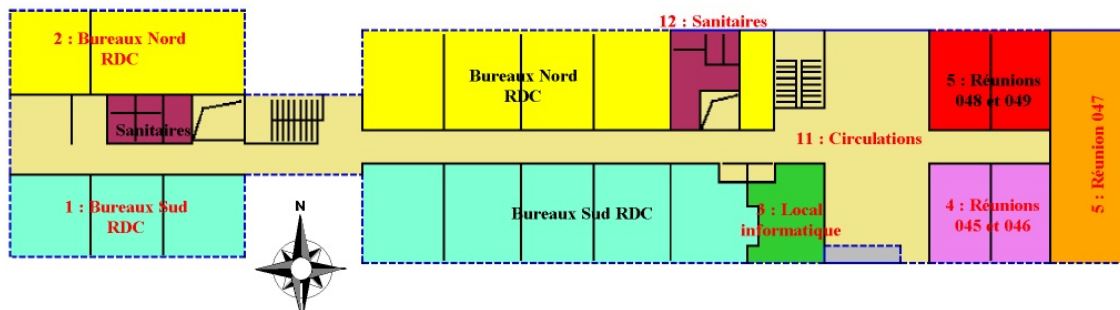 2 : Bureaux Nord
RDC
12 : Sanitaires
Bureaux Nord
RDC
5 : Réunions
048 et 049
Sanitaires
11 : Circulations
5 : Réunion 047
1 : Bureaux Sud
RDC
N
Bureaux Sud RDC
3 : Local
informatique
4 : Réunions
045 et 046